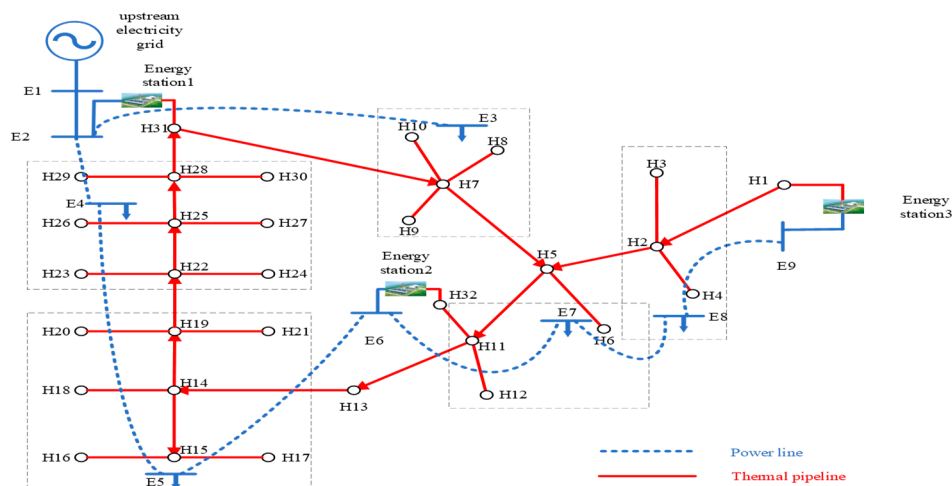 upstream
electricity
grid
Energy
station1
E1
E2
H31
E3
H10
H8
H7
H9
H3
H1
Energy
station3
H29
H28
H30
E4
H26
H25
H27
H23
H22
H24
H5
H2
H4
E9
E8
Energy
station2
H32
E7
H6
E6
H11
H12
H20
H19
H21
H18
H14
H13
H16
H15
H17
E5
Power line
Thermal pipeline